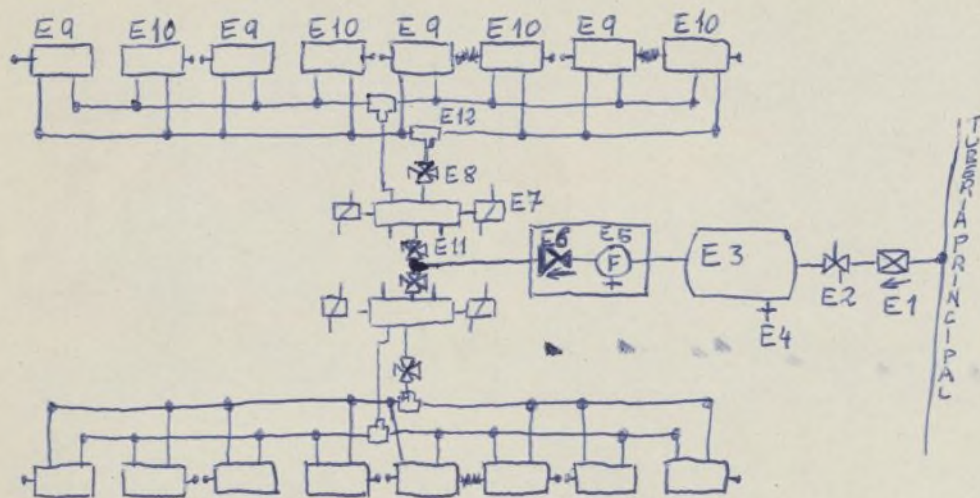 E9 E10 E9 E10 E9 E10 E9 E10
E12
E8
E7
E11
E6 E5
F
E3
E2 E1
E4
TUBERIA PRINCIPAL